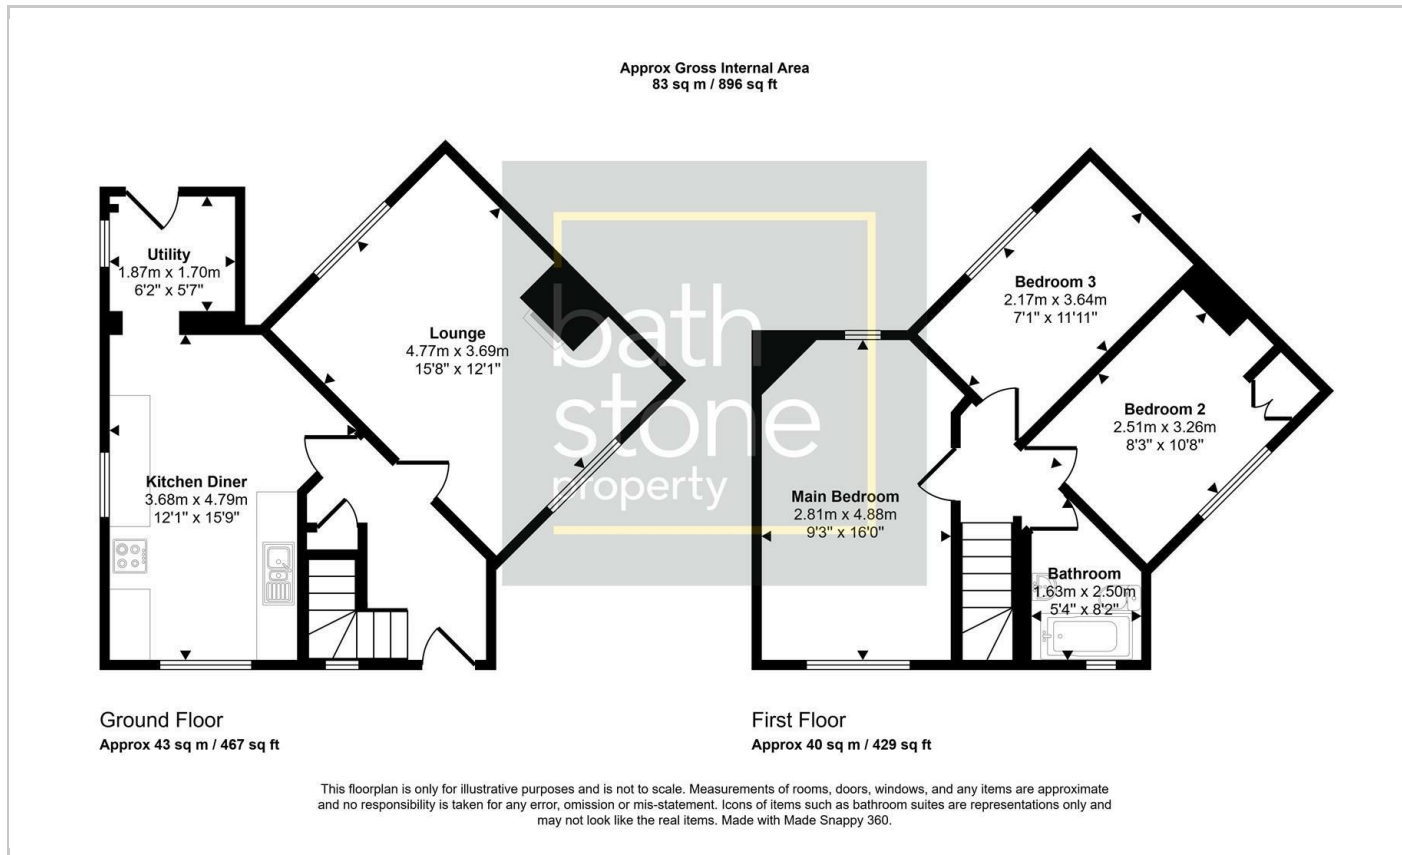 Approx Gross Internal Area
83 sq m / 896 sq ft
Utility
1.87m x 1.70m
6'2" x 5'7"
Lounge
4.77m x 3.69m
15'8" x 12'1"
Kitchen Diner
3.68m x 4.79m
12'1" x 15'9"
bath
stone
property
Bedroom 3
2.17m x 3.64m
7'1" x 11'11"
Bedroom 2
2.51m x 3.26m
8'3" x 10'8"
Main Bedroom
2.81m x 4.88m
9'3" x 16'0"
Bathroom
1.63m x 2.50m
5'4" x 8'2"
Ground Floor
Approx 43 sq m / 467 sq ft
First Floor
Approx 40 sq m / 429 sq ft
This floorplan is only for illustrative purposes and is not to scale. Measurements of rooms, doors, windows, and any items are approximate
and no responsibility is taken for any error, omission or mis-statement. Icons of items such as bathroom suites are representations only and
may not look like the real items. Made with Made Snappy 360.